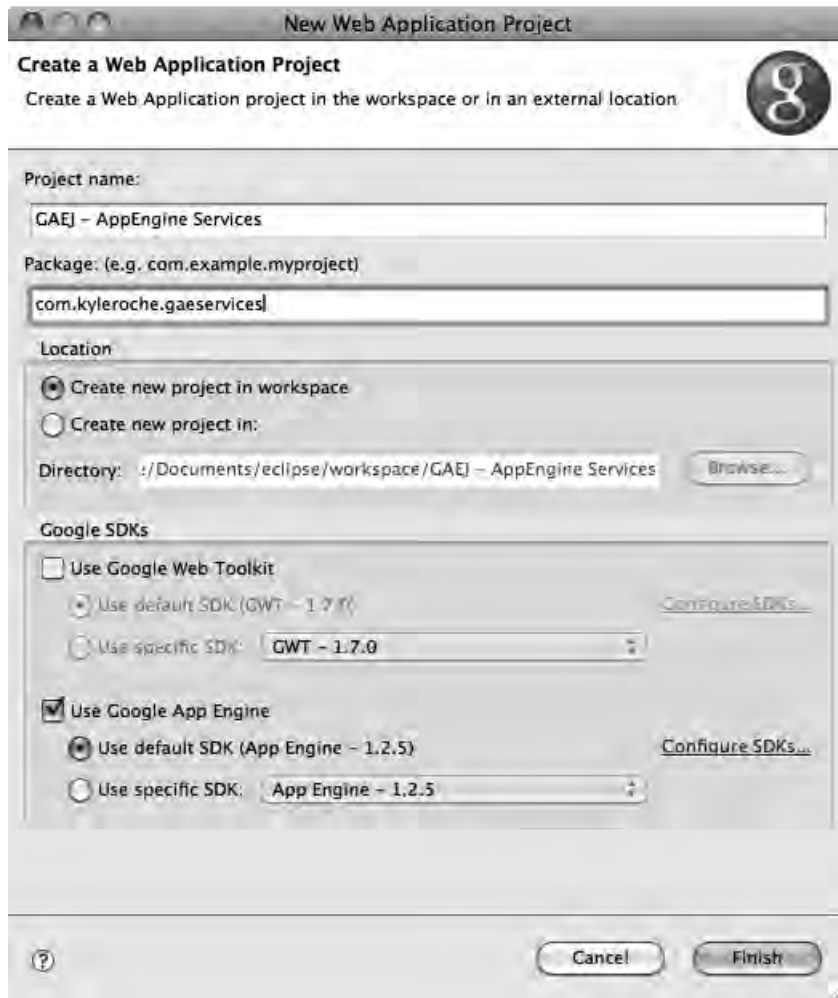 New Web Application Project
Create a Web Application Project
Create a Web Application project in the workspace or in an external location
g
Project name:
GAEJ – AppEngine Services
Package: (e.g. com.example.myproject)
com.kyleroche.gaeservices
Location
Create new project in workspace
Create new project in:
Directory: :/Documents/eclipse/workspace/GAEJ – AppEngine Services Browse...
Google SDKs
Use Google Web Toolkit
Use default SDK (GWT – 1.7.0) Configure SDKs...
Use specific SDK: GWT – 1.7.0
Use Google App Engine
Use default SDK (App Engine – 1.2.5) Configure SDKs...
Use specific SDK: App Engine – 1.2.5
? Cancel Finish